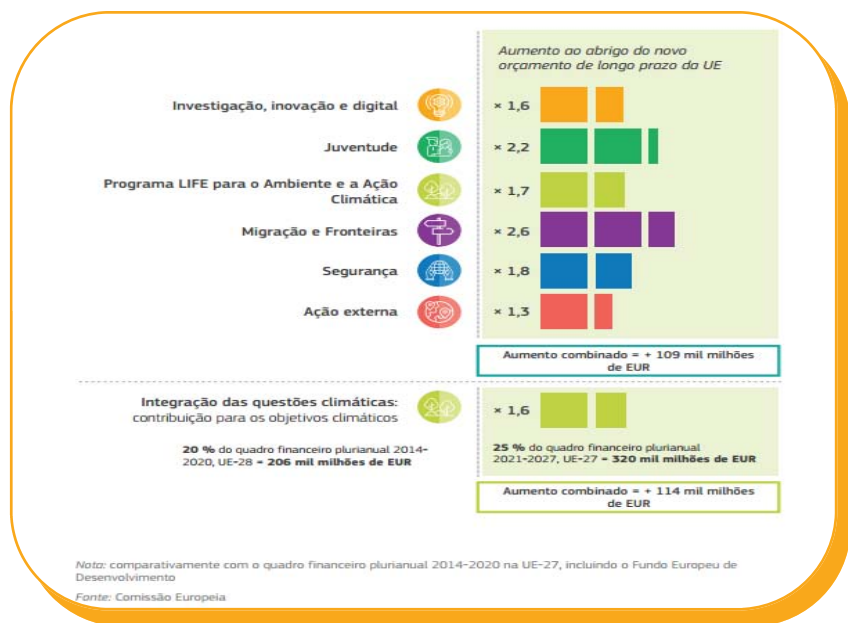 Aumento ao abrigo do novo
orçamento de longo prazo da UE
Investigação, inovação e digital
× 1,6
Juventude
× 2,2
Programa LIFE para o Ambiente e a Ação
Climática
× 1,7
Migração e Fronteiras
× 2,6
Segurança
× 1,8
Ação externa
× 1,3
Aumento combinado = + 109 mil milhões
de EUR
Integração das questões climáticas:
contribuição para os objetivos climáticos
× 1,6
20 % do quadro financeiro plurianual 2014-
2020, UE-28 = 206 mil milhões de EUR
25 % do quadro financeiro plurianual
2021-2027, UE-27 = 320 mil milhões de EUR
Aumento combinado = + 114 mil milhões
de EUR
Nota: comparativamente com o quadro financeiro plurianual 2014-2020 na UE-27, incluindo o Fundo Europeu de
Desenvolvimento
Fonte: Comissão Europeia